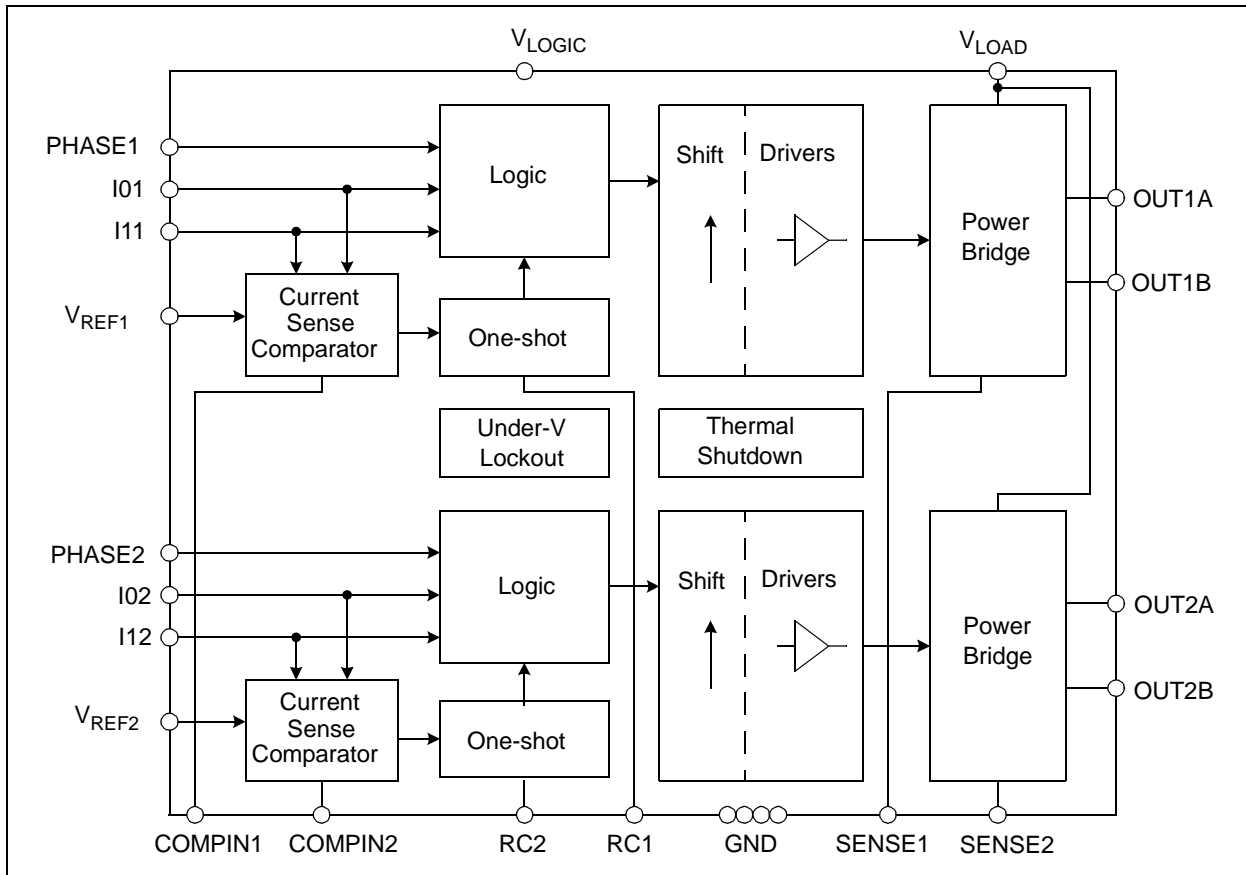 VLOGIC
VLOAD
PHASE1
I01
I11
VREF1
Logic
Current
Sense
Comparator
One-shot
Shift
Drivers
Power
Bridge
OUT1A
OUT1B
Under-V
Lockout
Thermal
Shutdown
PHASE2
I02
I12
VREF2
Logic
Current
Sense
Comparator
One-shot
Shift
Drivers
Power
Bridge
OUT2A
OUT2B
COMPIN1
COMPIN2
RC2
RC1
GND
SENSE1
SENSE2